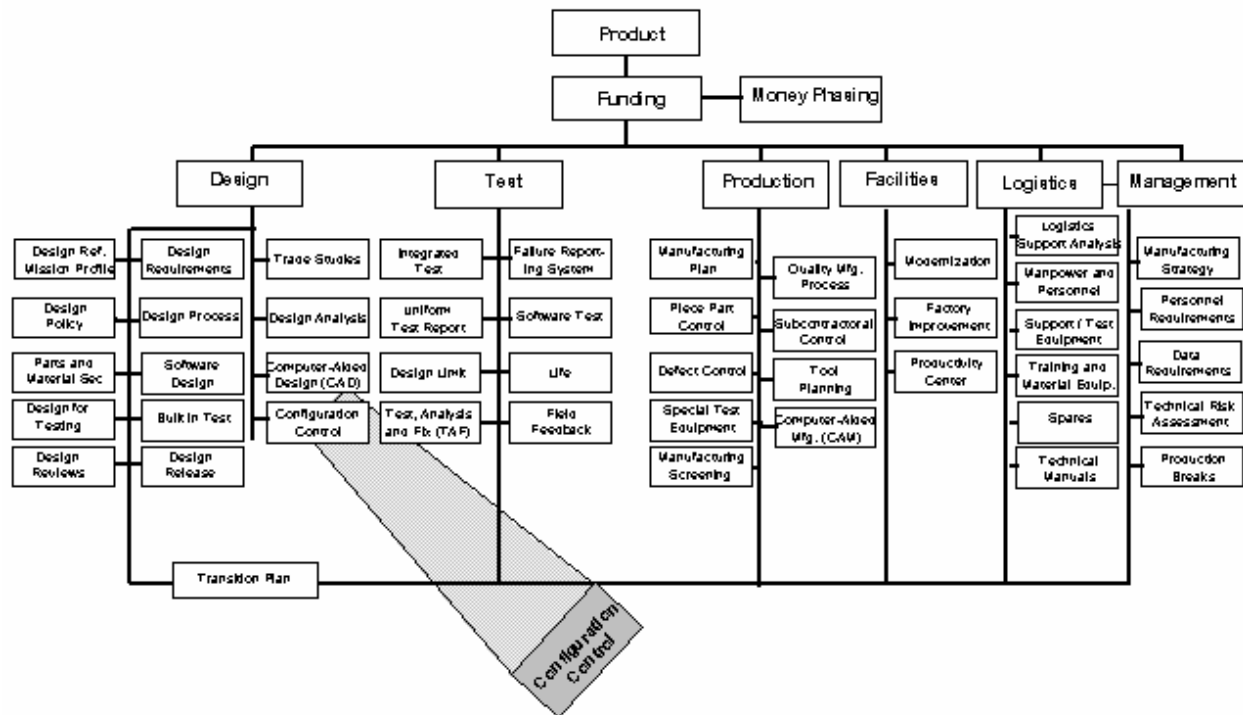 Product
Funding
Money Phasing
Design
Test
Production
Facilities
Logistics
Management
Design Ref.
Mission Profile
Design
Requirements
Trade Studies
Design
Policy
Design Process
Design Analysis
Parts and
Material Sec
Software
Design
Computer-Aided
Design (CAD)
Design for
Testing
Built in Test
Configuration
Control
Design
Reviews
Design
Release
Integrated
Test
Failure Report-
ing System
Uniform
Test Report
Software Test
Design Limit
Life
Test, Analysis
and Fix (TAF)
Field
Feedback
Manufacturing
Plan
Quality Mfg.
Process
Piece Part
Control
Subcontractoral
Control
Defect Control
Tool
Planning
Special Test
Equipment
Computer-Aided
Mfg. (CAM)
Manufacturing
Screening
Modernization
Factory
Improvement
Productivity
Center
Logistics
Support Analysis
Manpower and
Personnel
Support / Test
Equipment
Training and
Material Equip.
Spares
Technical
Manuals
Manufacturing
Strategy
Personnel
Requirements
Data
Requirements
Technical Risk
Assessment
Production
Breaks
Transition Plan
Configuration
Control